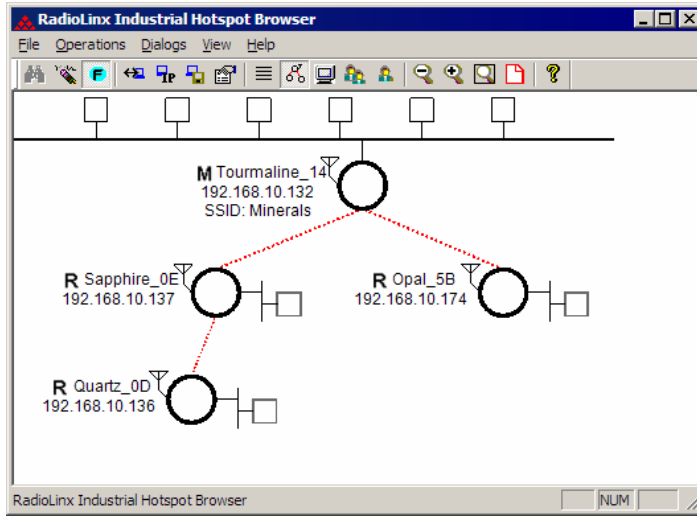 RadioLinx Industrial Hotspot Browser
File Operations Dialogs View Help
F IP ?
M Tourmaline_14
192.168.10.132
SSID: Minerals
R Sapphire_0E
192.168.10.137
R Opal_5B
192.168.10.174
R Quartz_0D
192.168.10.136
RadioLinx Industrial Hotspot Browser NUM